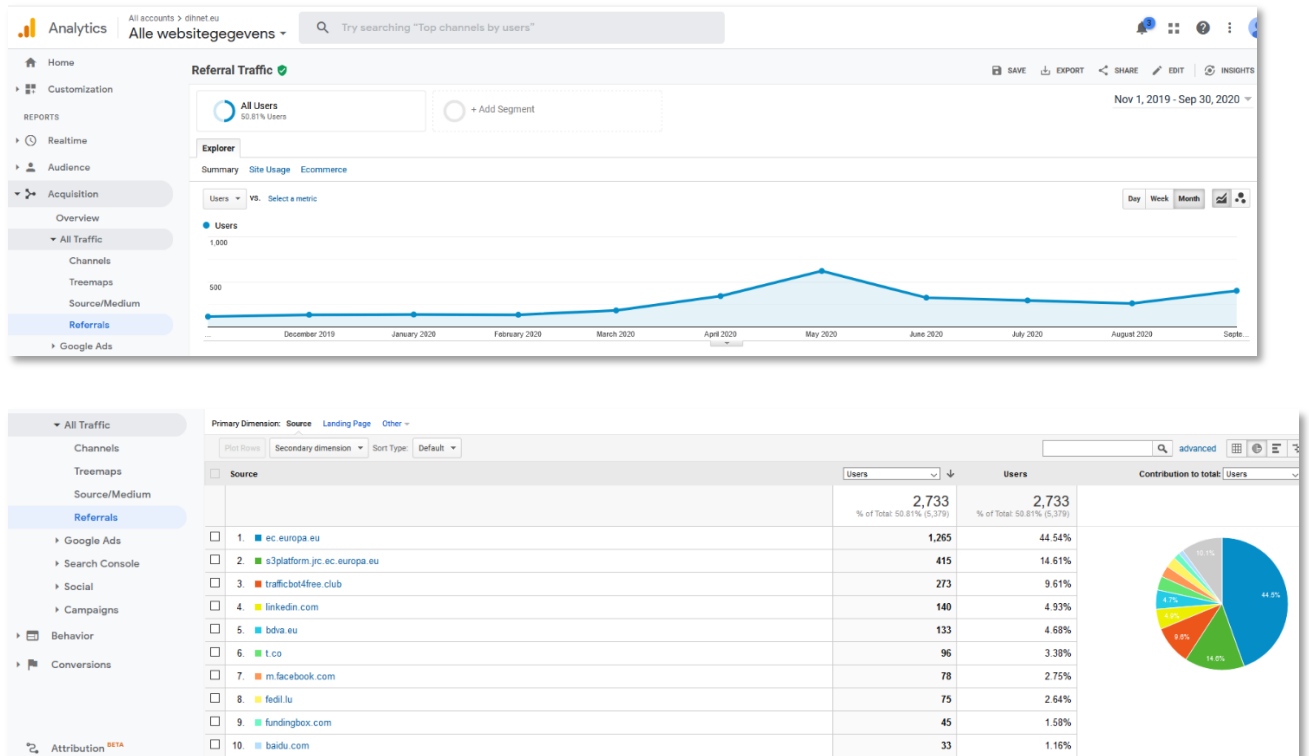 All accounts > dihnet.eu
Analytics Alle websitegegevens
Try searching "Top channels by users"
3
Home
Customization
REPORTS
Realtime
Audience
Acquisition
Overview
All Traffic
Channels
Treemaps
Source/Medium
Referrals
Google Ads
Referral Traffic
SAVE EXPORT SHARE EDIT INSIGHTS
All Users
50.81% Users
+ Add Segment
Nov 1, 2019 - Sep 30, 2020
Explorer
Summary Site Usage Ecommerce
Users VS. Select a metric
Day Week Month
Users
1,000
500
... December 2019 January 2020 February 2020 March 2020 April 2020 May 2020 June 2020 July 2020 August 2020 Septe...
All Traffic
Channels
Treemaps
Source/Medium
Referrals
Google Ads
Search Console
Social
Campaigns
Behavior
Conversions
Attribution BETA
Primary Dimension: Source Landing Page Other
Plot Rows Secondary dimension Sort Type: Default advanced
Source Users Users Contribution to total: Users
2,733 2,733
% of Total: 50.81% (5,379) % of Total: 50.81% (5,379)
1. ec.europa.eu 1,265 44.54%
2. s3platform.jrc.ec.europa.eu 415 14.61%
3. trafficbot4free.club 273 9.61%
4. linkedin.com 140 4.93%
5. bdva.eu 133 4.68%
6. t.co 96 3.38%
7. m.facebook.com 78 2.75%
8. fedil.lu 75 2.64%
9. fundingbox.com 45 1.58%
10. baidu.com 33 1.16%
10.1%
44.5%
4.7%
4.9%
9.6%
14.6%